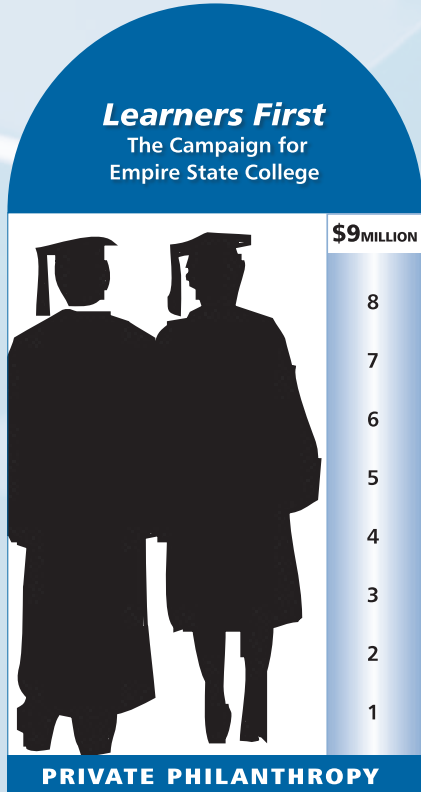 Learners First
The Campaign for
Empire State College
$9MILLION
8
7
6
5
4
3
2
1
PRIVATE PHILANTHROPY